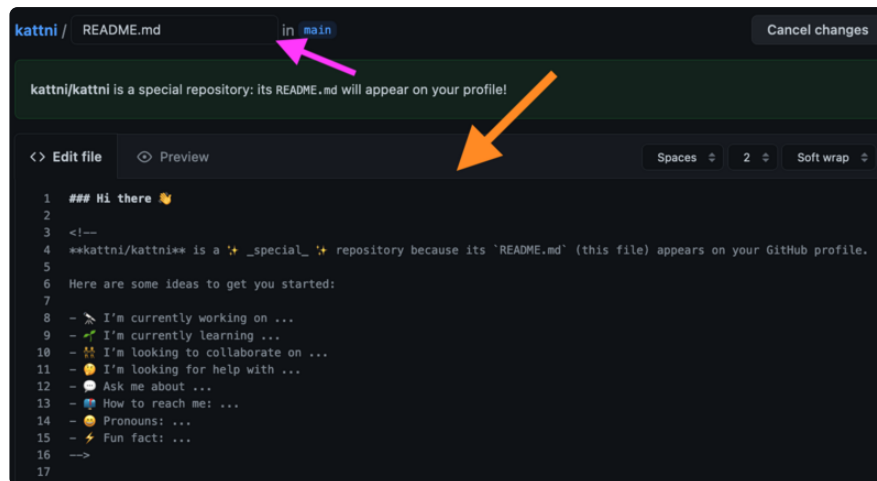 kattni / README.md in main Cancel changes
kattni/kattni is a special repository: its README.md will appear on your profile!
<> Edit file Preview Spaces 2 Soft wrap
1 ### Hi there 👋
2
3 <!--
4 **kattni/kattni** is a ✨ _special_ ✨ repository because its `README.md` (this file) appears on your GitHub profile.
5
6 Here are some ideas to get you started:
7
8 - 🔭 I'm currently working on ...
9 - 🌱 I'm currently learning ...
10 - 👯 I'm looking to collaborate on ...
11 - 🤔 I'm looking for help with ...
12 - 💬 Ask me about ...
13 - 📫 How to reach me: ...
14 - 😄 Pronouns: ...
15 - ⚡ Fun fact: ...
16 -->
17